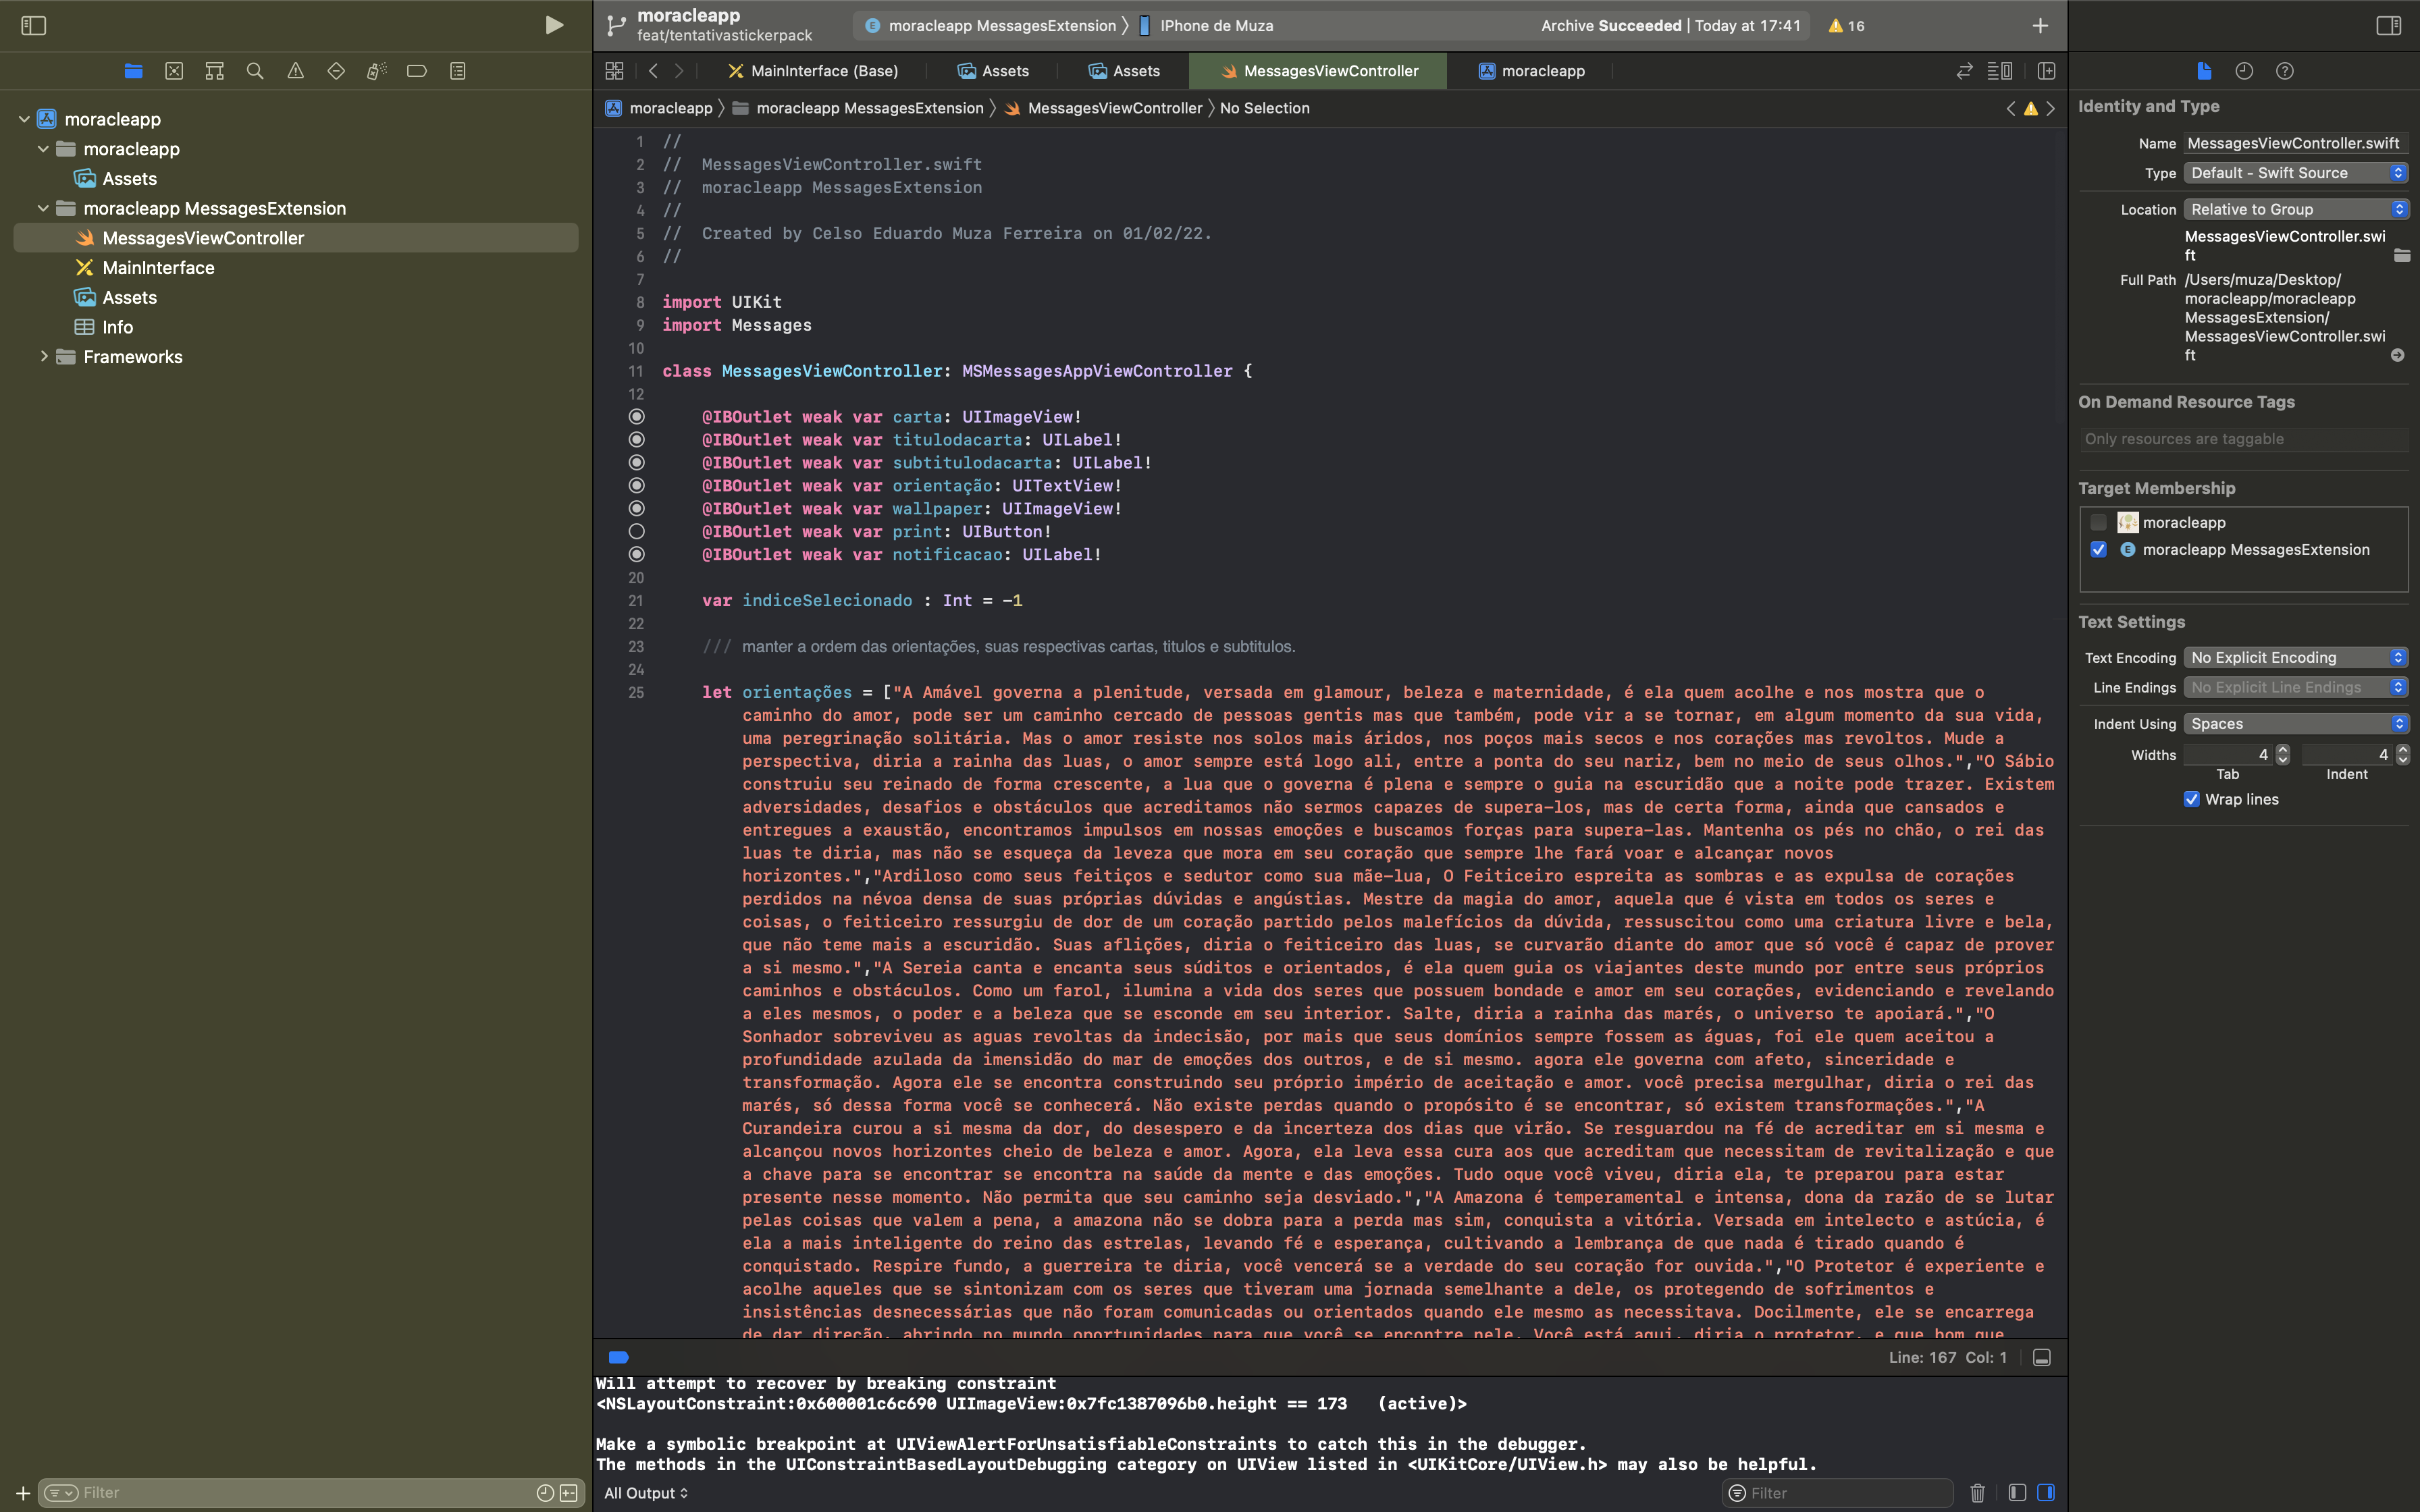 moracleapp
feat/tentativastickerpack
moracleapp MessagesExtension
IPhone de Muza
Archive Succeeded | Today at 17:41
16
MainInterface (Base)
Assets
Assets
MessagesViewController
moracleapp
moracleapp
moracleapp MessagesExtension
MessagesViewController
No Selection
moracleapp
moracleapp
Assets
moracleapp MessagesExtension
MessagesViewController
MainInterface
Assets
Info
Frameworks
Filter
1 //
2 //  MessagesViewController.swift
3 //  moracleapp MessagesExtension
4 //
5 //  Created by Celso Eduardo Muza Ferreira on 01/02/22.
6 //
7
8 import UIKit
9 import Messages
10
11 class MessagesViewController: MSMessagesAppViewController {
12
@IBOutlet weak var carta: UIImageView!
@IBOutlet weak var titulodacarta: UILabel!
@IBOutlet weak var subtitulodacarta: UILabel!
@IBOutlet weak var orientação: UITextView!
@IBOutlet weak var wallpaper: UIImageView!
@IBOutlet weak var print: UIButton!
@IBOutlet weak var notificacao: UILabel!
20
21 var indiceSelecionado : Int = -1
22
23 /// manter a ordem das orientações, suas respectivas cartas, titulos e subtitulos.
24
25 let orientações = ["A Amável governa a plenitude, versada em glamour, beleza e maternidade, é ela quem acolhe e nos mostra que o
caminho do amor, pode ser um caminho cercado de pessoas gentis mas que também, pode vir a se tornar, em algum momento da sua vida,
uma peregrinação solitária. Mas o amor resiste nos solos mais áridos, nos poços mais secos e nos corações mas revoltos. Mude a
perspectiva, diria a rainha das luas, o amor sempre está logo ali, entre a ponta do seu nariz, bem no meio de seus olhos.","O Sábio
construiu seu reinado de forma crescente, a lua que o governa é plena e sempre o guia na escuridão que a noite pode trazer. Existem
adversidades, desafios e obstáculos que acreditamos não sermos capazes de supera-los, mas de certa forma, ainda que cansados e
entregues a exaustão, encontramos impulsos em nossas emoções e buscamos forças para supera-las. Mantenha os pés no chão, o rei das
luas te diria, mas não se esqueça da leveza que mora em seu coração que sempre lhe fará voar e alcançar novos
horizontes.","Ardiloso como seus feitiços e sedutor como sua mãe-lua, O Feiticeiro espreita as sombras e as expulsa de corações
perdidos na névoa densa de suas próprias dúvidas e angústias. Mestre da magia do amor, aquela que é vista em todos os seres e
coisas, o feiticeiro ressurgiu de dor de um coração partido pelos malefícios da dúvida, ressuscitou como uma criatura livre e bela,
que não teme mais a escuridão. Suas aflições, diria o feiticeiro das luas, se curvarão diante do amor que só você é capaz de prover
a si mesmo.","A Sereia canta e encanta seus súditos e orientados, é ela quem guia os viajantes deste mundo por entre seus próprios
caminhos e obstáculos. Como um farol, ilumina a vida dos seres que possuem bondade e amor em seu corações, evidenciando e revelando
a eles mesmos, o poder e a beleza que se esconde em seu interior. Salte, diria a rainha das marés, o universo te apoiará.","O
Sonhador sobreviveu as aguas revoltas da indecisão, por mais que seus domínios sempre fossem as águas, foi ele quem aceitou a
profundidade azulada da imensidão do mar de emoções dos outros, e de si mesmo. agora ele governa com afeto, sinceridade e
transformação. Agora ele se encontra construindo seu próprio império de aceitação e amor. você precisa mergulhar, diria o rei das
marés, só dessa forma você se conhecerá. Não existe perdas quando o propósito é se encontrar, só existem transformações.","A
Curandeira curou a si mesma da dor, do desespero e da incerteza dos dias que virão. Se resguardou na fé de acreditar em si mesma e
alcançou novos horizontes cheio de beleza e amor. Agora, ela leva essa cura aos que acreditam que necessitam de revitalização e que
a chave para se encontrar se encontra na saúde da mente e das emoções. Tudo oque você viveu, diria ela, te preparou para estar
presente nesse momento. Não permita que seu caminho seja desviado.","A Amazona é temperamental e intensa, dona da razão de se lutar
pelas coisas que valem a pena, a amazona não se dobra para a perda mas sim, conquista a vitória. Versada em intelecto e astúcia, é
ela a mais inteligente do reino das estrelas, levando fé e esperança, cultivando a lembrança de que nada é tirado quando é
conquistado. Respire fundo, a guerreira te diria, você vencerá se a verdade do seu coração for ouvida.","O Protetor é experiente e
acolhe aqueles que se sintonizam com os seres que tiveram uma jornada semelhante a dele, os protegendo de sofrimentos e
insistências desnecessárias que não foram comunicadas ou orientados quando ele mesmo as necessitava. Docilmente, ele se encarrega
de dar direção, abrindo no mundo oportunidades para que você se encontre nele. Você está aqui, diria o protetor, e que bom que
Line: 167  Col: 1
Will attempt to recover by breaking constraint
<NSLayoutConstraint:0x600001c6c690 UIImageView:0x7fc1387096b0.height == 173   (active)>
Make a symbolic breakpoint at UIViewAlertForUnsatisfiableConstraints to catch this in the debugger.
The methods in the UIConstraintBasedLayoutDebugging category on UIView listed in <UIKitCore/UIView.h> may also be helpful.
All Output
Filter
Identity and Type
Name MessagesViewController.swift
Type Default - Swift Source
Location Relative to Group
MessagesViewController.swi
ft
Full Path /Users/muza/Desktop/
moracleapp/moracleapp
MessagesExtension/
MessagesViewController.swi
ft
On Demand Resource Tags
Only resources are taggable
Target Membership
moracleapp
E moracleapp MessagesExtension
Text Settings
Text Encoding No Explicit Encoding
Line Endings No Explicit Line Endings
Indent Using Spaces
Widths 4 4
Tab Indent
Wrap lines